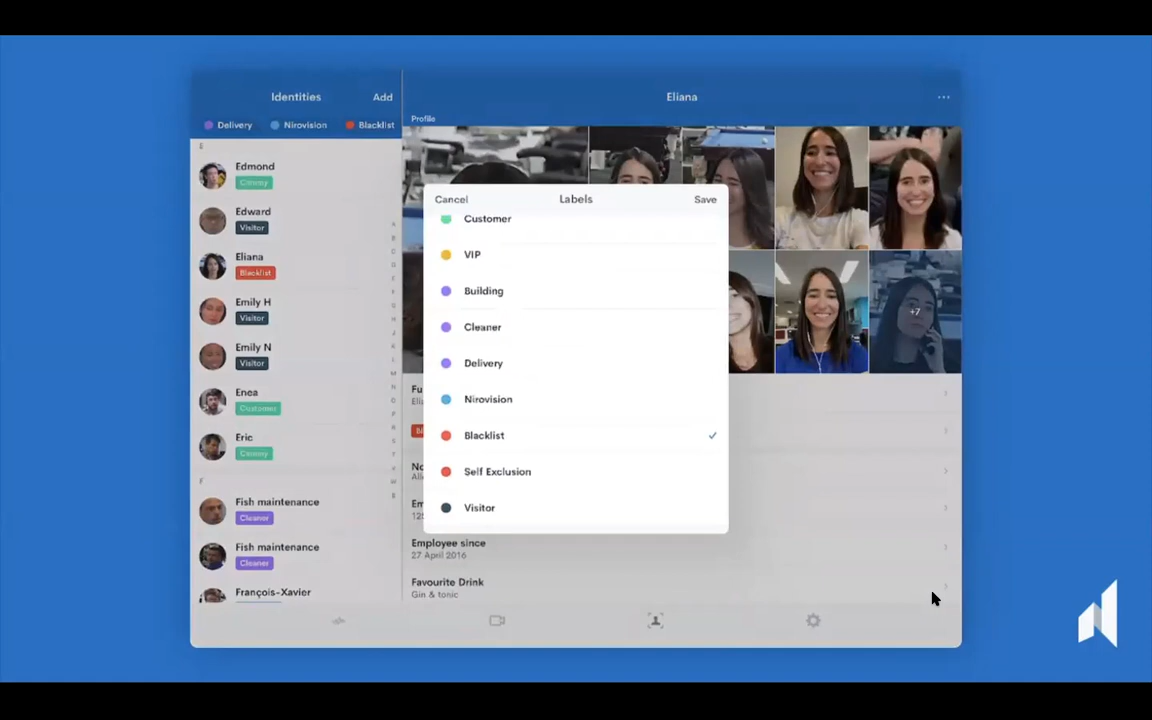 Identities
Add
Delivery
Nirovision
Blacklist
E
Edmond
Edward
Visitor
Eliana
Blacklist
Emily H
Visitor
Emily N
Visitor
Enea
Customer
Eric
F
Fish maintenance
Cleaner
Fish maintenance
Cleaner
François-Xavier
Eliana
...
Profile
+7
Cancel
Labels
Save
Customer
VIP
Building
Cleaner
Delivery
Nirovision
Blacklist
Self Exclusion
Visitor
Employee since
27 April 2016
Favourite Drink
Gin & tonic